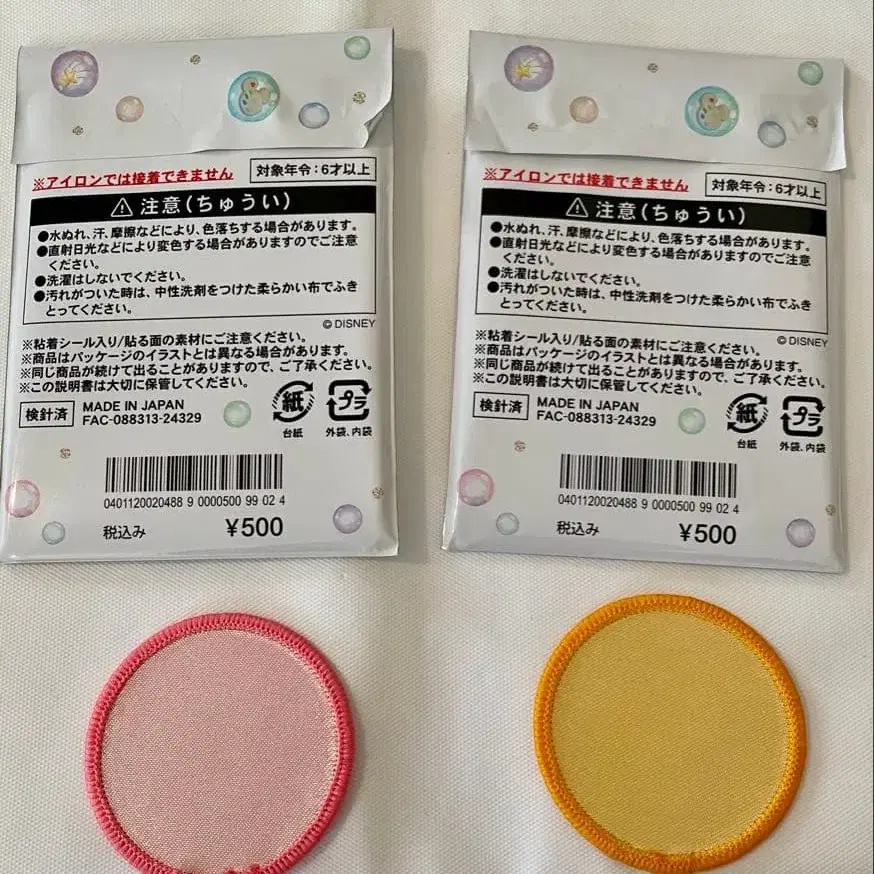 ※アイロンでは接着できません
対象年令:6才以上
⚠ 注意(ちゅうい)
●水ぬれ、汗、摩擦などにより、色落ちする場合があります。
●直射日光などにより変色する場合がありますのでご注意
ください。
●洗濯はしないでください。
●汚れがついた時は、中性洗剤をつけた柔らかい布でふき
とってください。
© DISNEY
※粘着シール入り/貼る面の素材にご注意ください。
※商品はパッケージのイラストとは異なる場合があります。
※同じ商品が続けて出ることがありますので、ご了承ください。
※この説明書は大切に保管してください。
検針済
MADE IN JAPAN
FAC-088313-24329
紙
台紙
プラ
外袋、内袋
0401120020488 9 0000500 99 02 4
税込み ¥500
※アイロンでは接着できません
対象年令:6才以上
⚠ 注意(ちゅうい)
●水ぬれ、汗、摩擦などにより、色落ちする場合があります。
●直射日光などにより変色する場合がありますのでご注意
ください。
●洗濯はしないでください。
●汚れがついた時は、中性洗剤をつけた柔らかい布でふき
とってください。
© DISNEY
※粘着シール入り/貼る面の素材にご注意ください。
※商品はパッケージのイラストとは異なる場合があります。
※同じ商品が続けて出ることがありますので、ご了承ください。
※この説明書は大切に保管してください。
検針済
MADE IN JAPAN
FAC-088313-24329
紙
台紙
プラ
外袋、内袋
0401120020488 9 0000500 99 02 4
税込み ¥500